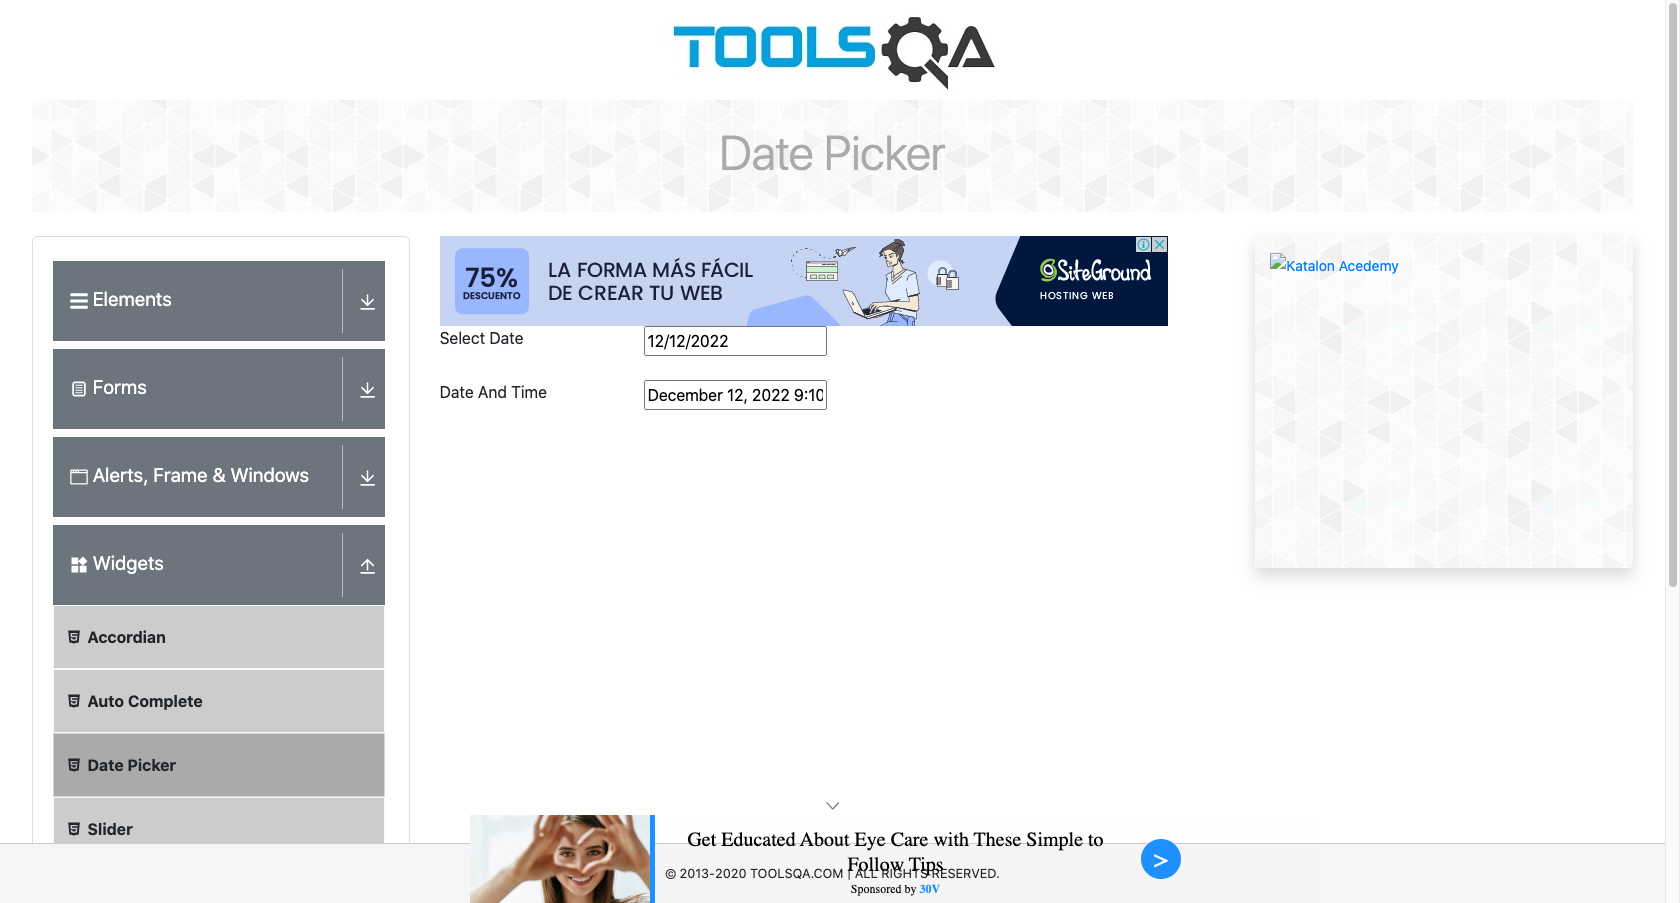 TOOLSQA
Date Picker
Elements
Forms
Alerts, Frame & Windows
Widgets
Accordian
Auto Complete
Date Picker
Slider
75%
DESCUENTO
LA FORMA MÁS FÁCIL
DE CREAR TU WEB
SiteGround
HOSTING WEB
Select Date
12/12/2022
Date And Time
December 12, 2022 9:10
Katalon Acedemy
Get Educated About Eye Care with These Simple to
Follow Tips
© 2013-2020 TOOLSQA.COM | ALL RIGHTS RESERVED.
Sponsored by 30V
>